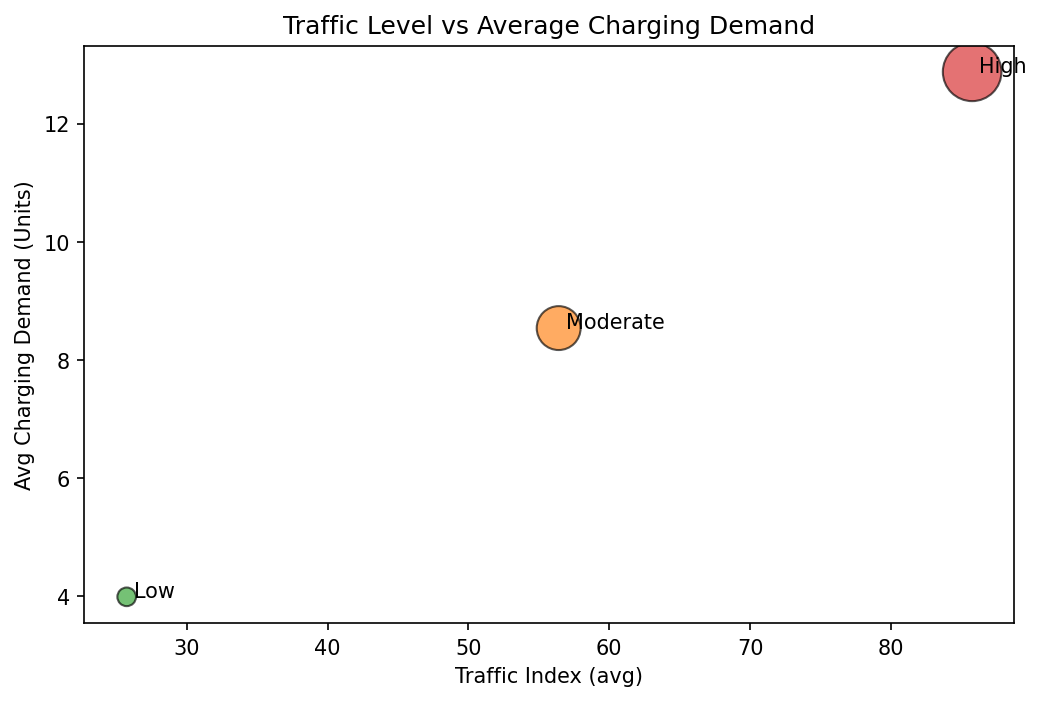 Traffic Level vs Average Charging Demand
High
12
10
Avg Charging Demand (Units)
Moderate
8
6
Low
4
30 40 50 60 70 80
Traffic Index (avg)